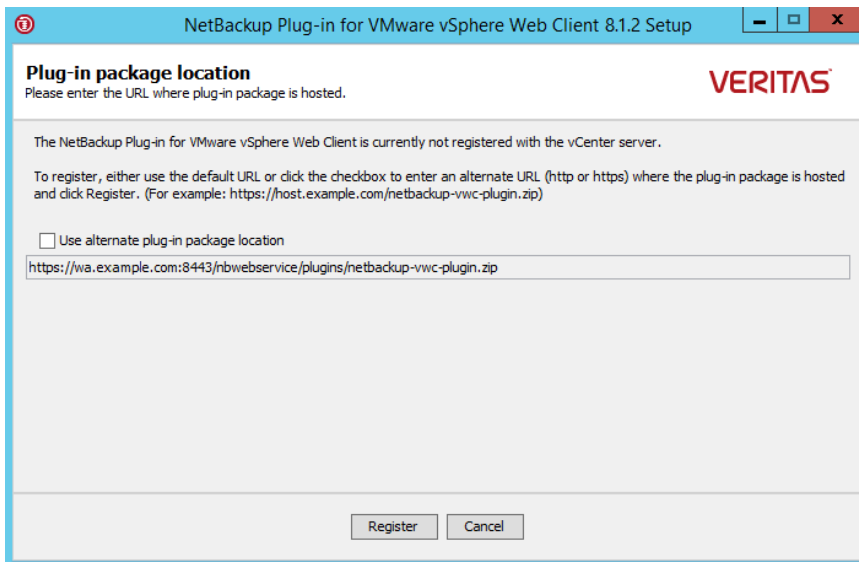 NetBackup Plug-in for VMware vSphere Web Client 8.1.2 Setup
Plug-in package location
Please enter the URL where plug-in package is hosted.
VERITAS
The NetBackup Plug-in for VMware vSphere Web Client is currently not registered with the vCenter server.
To register, either use the default URL or click the checkbox to enter an alternate URL (http or https) where the plug-in package is hosted
and click Register. (For example: https://host.example.com/netbackup-vwc-plugin.zip)
Use alternate plug-in package location
https://wa.example.com:8443/nbwebservice/plugins/netbackup-vwc-plugin.zip
Register Cancel